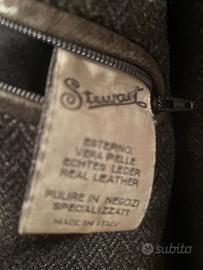 Stewart
ESTERNO
VERA PELLE
ECHTES LEDER
REAL LEATHER
PULIRE IN NEGOZI
SPECIALIZZATI
MADE IN ITALY
subito